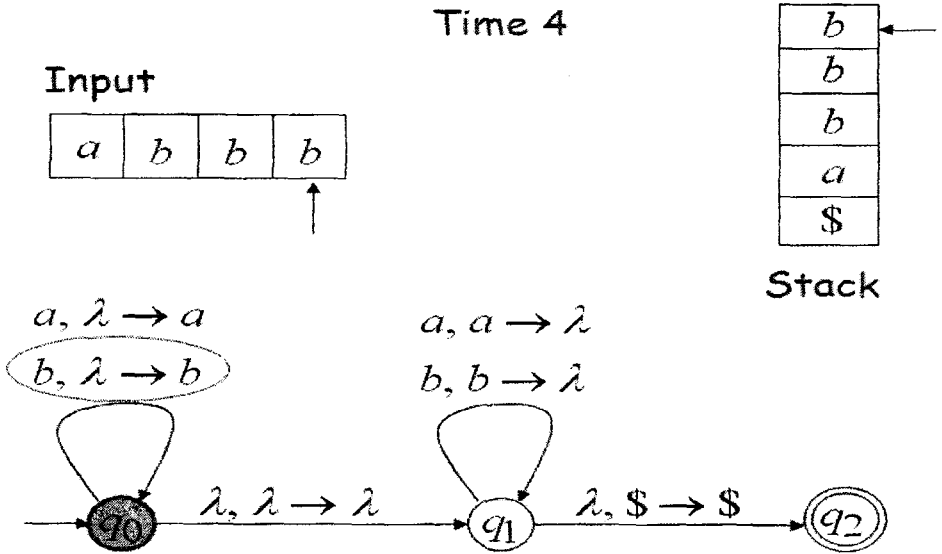 Time 4
Input
a b b b
b
b
b
a
$
Stack
a, λ → a
b, λ → b
a, a → λ
b, b → λ
λ, λ → λ
λ, $ → $
q0
q1
q2